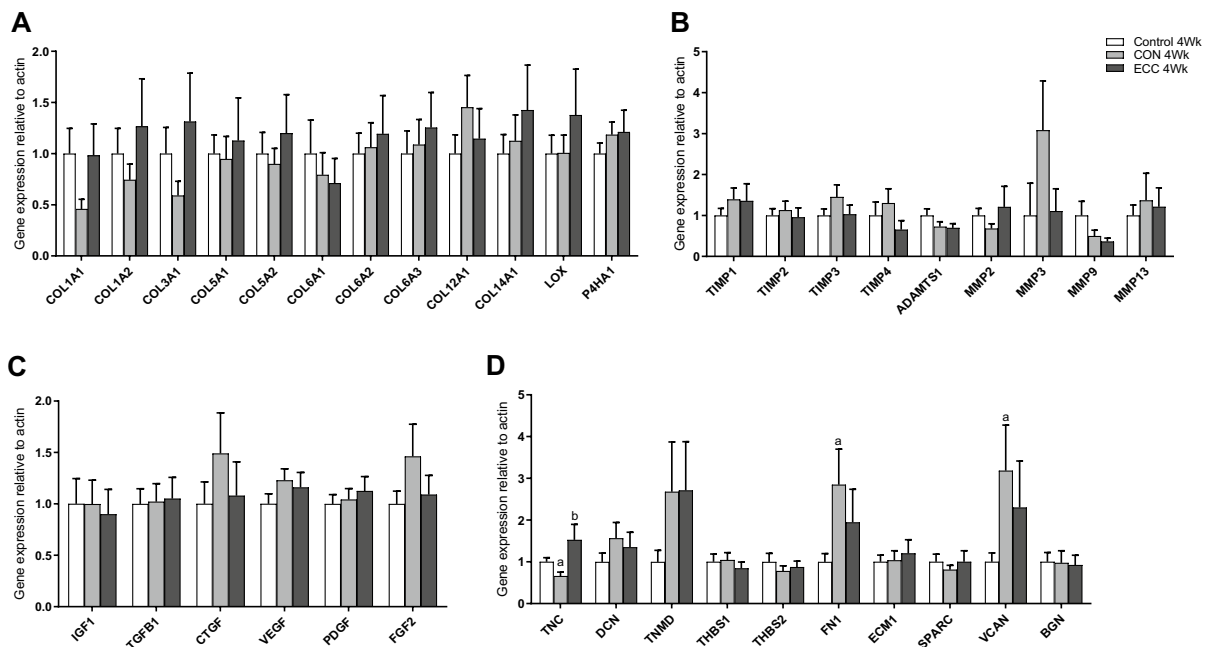 A
Gene expression relative to actin
2.0
1.5
1.0
0.5
0.0
COL1A1
COL1A2
COL3A1
COL5A1
COL5A2
COL6A1
COL6A2
COL6A3
COL12A1
COL14A1
LOX
P4HA1
B
Gene expression relative to actin
5
4
3
2
1
0
TIMP1
TIMP2
TIMP3
TIMP4
ADAMTS1
MMP2
MMP3
MMP9
MMP13
Control 4Wk
CON 4Wk
ECC 4Wk
C
Gene expression relative to actin
2.0
1.5
1.0
0.5
0.0
IGF1
TGFB1
CTGF
VEGF
PDGF
FGF2
D
Gene expression relative to actin
5
4
3
2
1
0
a
b
a
a
TNC
DCN
TNMD
THBS1
THBS2
FN1
ECM1
SPARC
VCAN
BGN